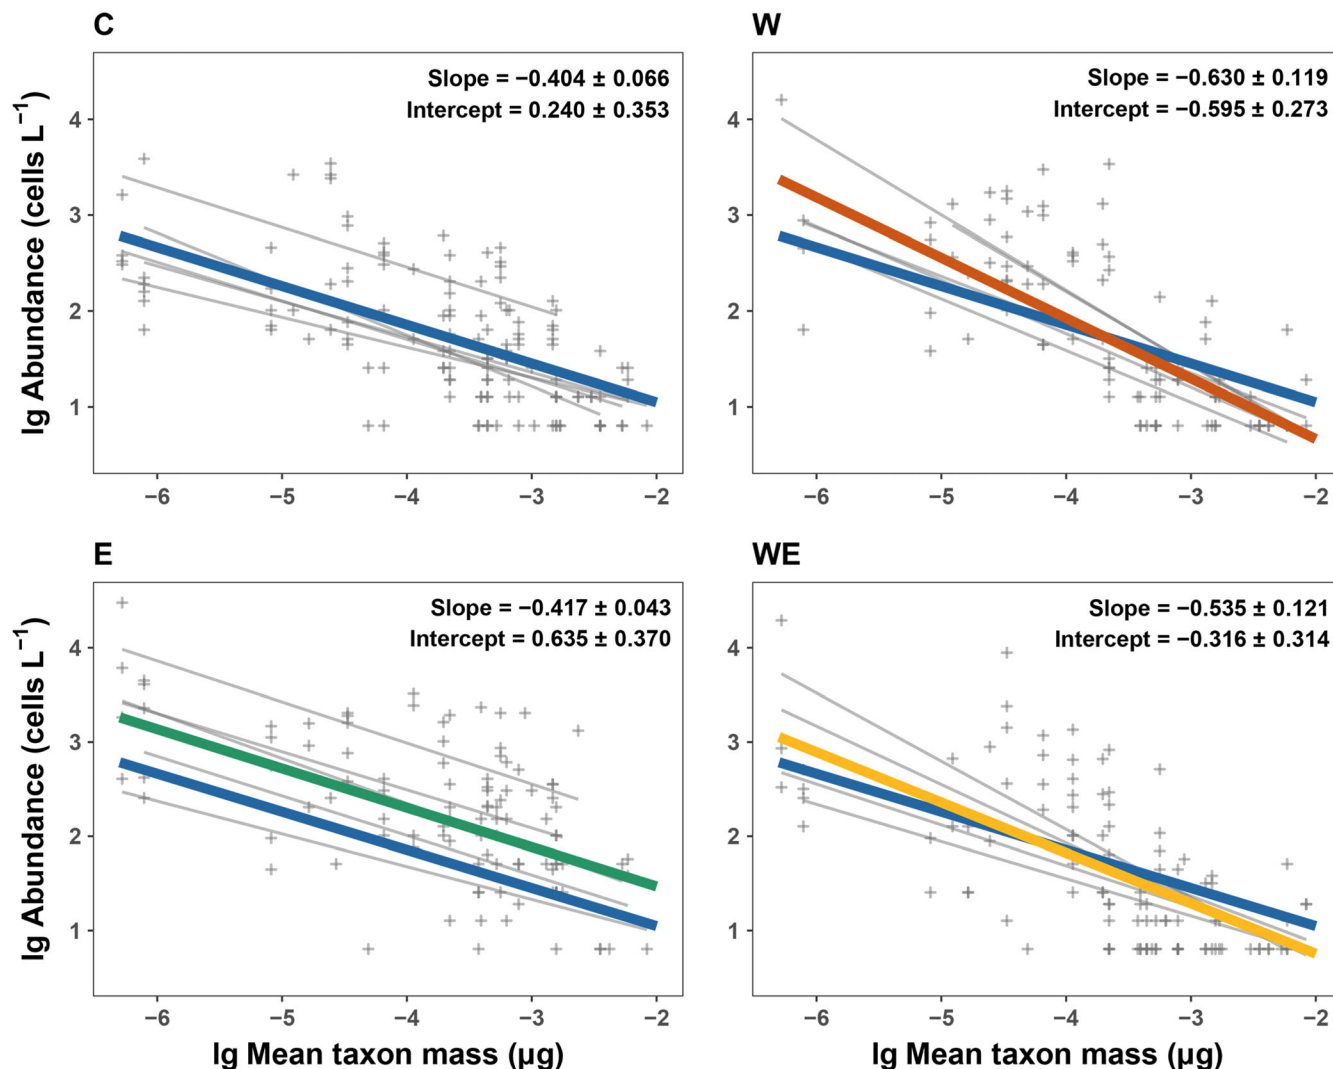 C
Slope = −0.404 ± 0.066
Intercept = 0.240 ± 0.353
lg Abundance (cells L⁻¹)
4
3
2
1
−6 −5 −4 −3 −2
W
Slope = −0.630 ± 0.119
Intercept = −0.595 ± 0.273
4
3
2
1
−6 −5 −4 −3 −2
E
Slope = −0.417 ± 0.043
Intercept = 0.635 ± 0.370
lg Abundance (cells L⁻¹)
4
3
2
1
−6 −5 −4 −3 −2
lg Mean taxon mass (µg)
WE
Slope = −0.535 ± 0.121
Intercept = −0.316 ± 0.314
4
3
2
1
−6 −5 −4 −3 −2
lg Mean taxon mass (µg)